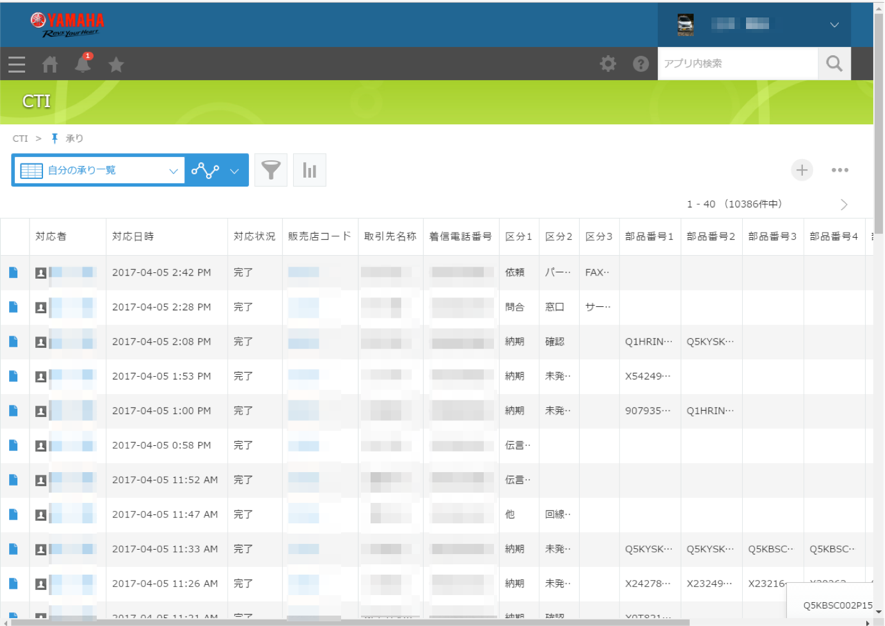 YAMAHA
Revs Your Heart
1
アプリ内検索
CTI
CTI > 承り
自分の承り一覧
1 - 40 (10386件中)
対応者 対応日時 対応状況 販売店コード 取引先名称 着信電話番号 区分1 区分2 区分3 部品番号1 部品番号2 部品番号3 部品番号4
2017-04-05 2:42 PM 完了 依頼 パー… FAX…
2017-04-05 2:28 PM 完了 問合 窓口 サー…
2017-04-05 2:08 PM 完了 納期 確認 Q1HRIN… Q5KYSK…
2017-04-05 1:53 PM 完了 納期 未発… X54249…
2017-04-05 1:00 PM 完了 納期 未発… 907935… Q1HRIN…
2017-04-05 0:58 PM 完了 伝言…
2017-04-05 11:52 AM 完了 伝言…
2017-04-05 11:47 AM 完了 他 回線…
2017-04-05 11:33 AM 完了 納期 未発… Q5KYSK… Q5KYSK… Q5KBSC… Q5KBSC…
2017-04-05 11:26 AM 完了 納期 未発… X24278… X23249… X23216…
Q5KBSC002P15
2017-04-05 11:21 AM 完了 納期 確認